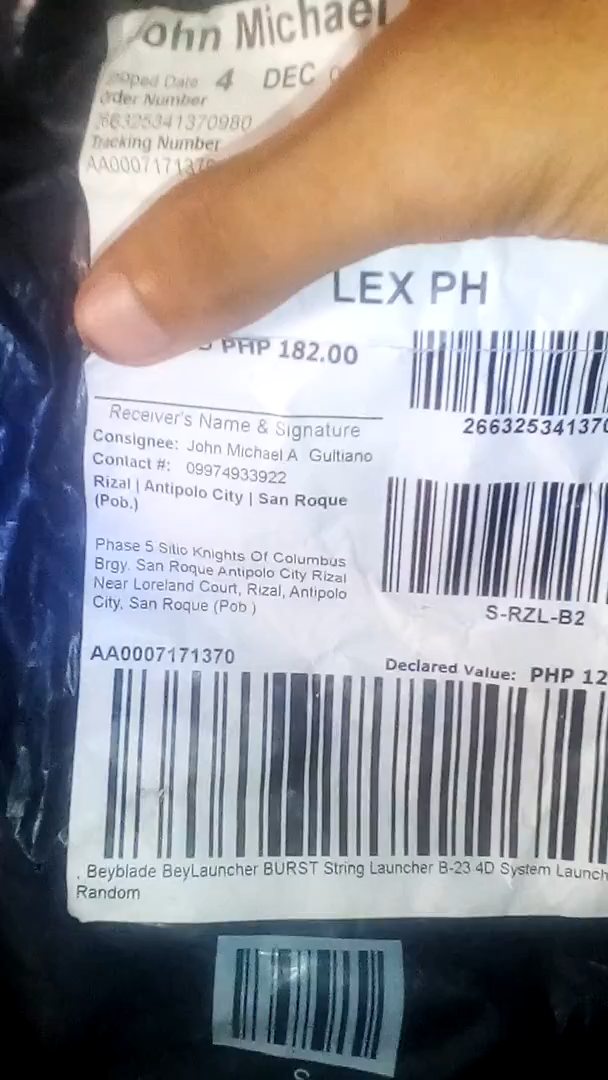 John Michael
Date 4 DEC
Order Number
66325341370980
Tracking Number
LEX PH
PHP 182.00
Receiver's Name & Signature
Consignee: John Michael A Gultiano
Contact #: 09974933922
Rizal | Antipolo City | San Roque
(Pob.)
266325341370
Phase 5 Sitio Knights Of Columbus
Brgy. San Roque Antipolo City Rizal
Near Loreland Court, Rizal, Antipolo
City, San Roque (Pob )
S-RZL-B2
AA0007171370
Declared Value: PHP 12
, Beyblade BeyLauncher BURST String Launcher B-23 4D System Launch
Random